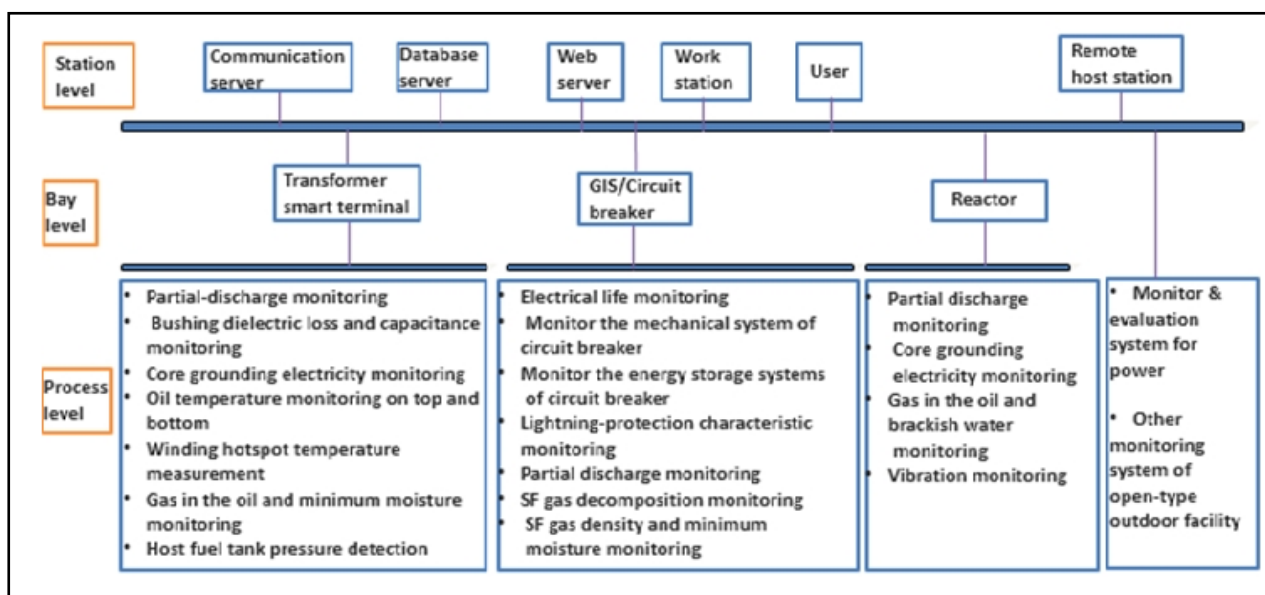 Station
level
Communication
server
Database
server
Web
server
Work
station
User
Remote
host station
Bay
level
Transformer
smart terminal
GIS/Circuit
breaker
Reactor
Process
level
• Partial-discharge monitoring
• Bushing dielectric loss and capacitance
monitoring
• Core grounding electricity monitoring
• Oil temperature monitoring on top and
bottom
• Winding hotspot temperature
measurement
• Gas in the oil and minimum moisture
monitoring
• Host fuel tank pressure detection
• Electrical life monitoring
• Monitor the mechanical system of
circuit breaker
• Monitor the energy storage systems
of circuit breaker
• Lightning-protection characteristic
monitoring
• Partial discharge monitoring
• SF gas decomposition monitoring
• SF gas density and minimum
moisture monitoring
• Partial discharge
monitoring
• Core grounding
electricity monitoring
• Gas in the oil and
brackish water
monitoring
• Vibration monitoring
• Monitor &
evaluation
system for
power
• Other
monitoring
system of
open-type
outdoor facility